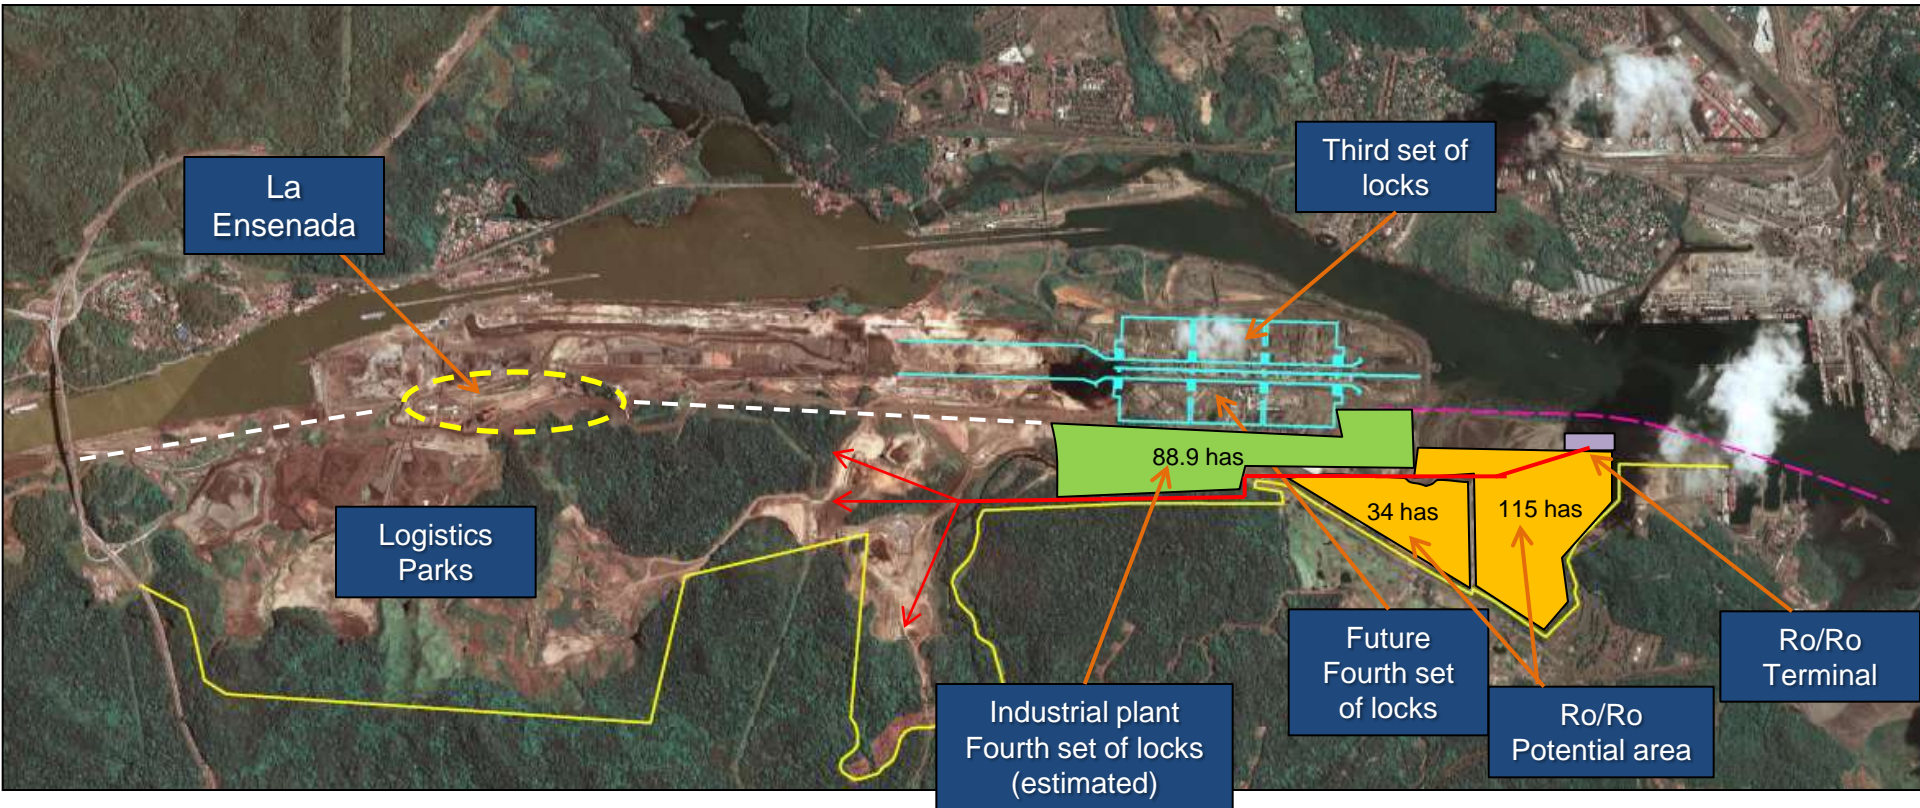 Third set of
locks
La
Ensenada
88.9 has
34 has
115 has
Logistics
Parks
Future
Fourth set
of locks
Ro/Ro
Terminal
Industrial plant
Fourth set of locks
(estimated)
Ro/Ro
Potential area